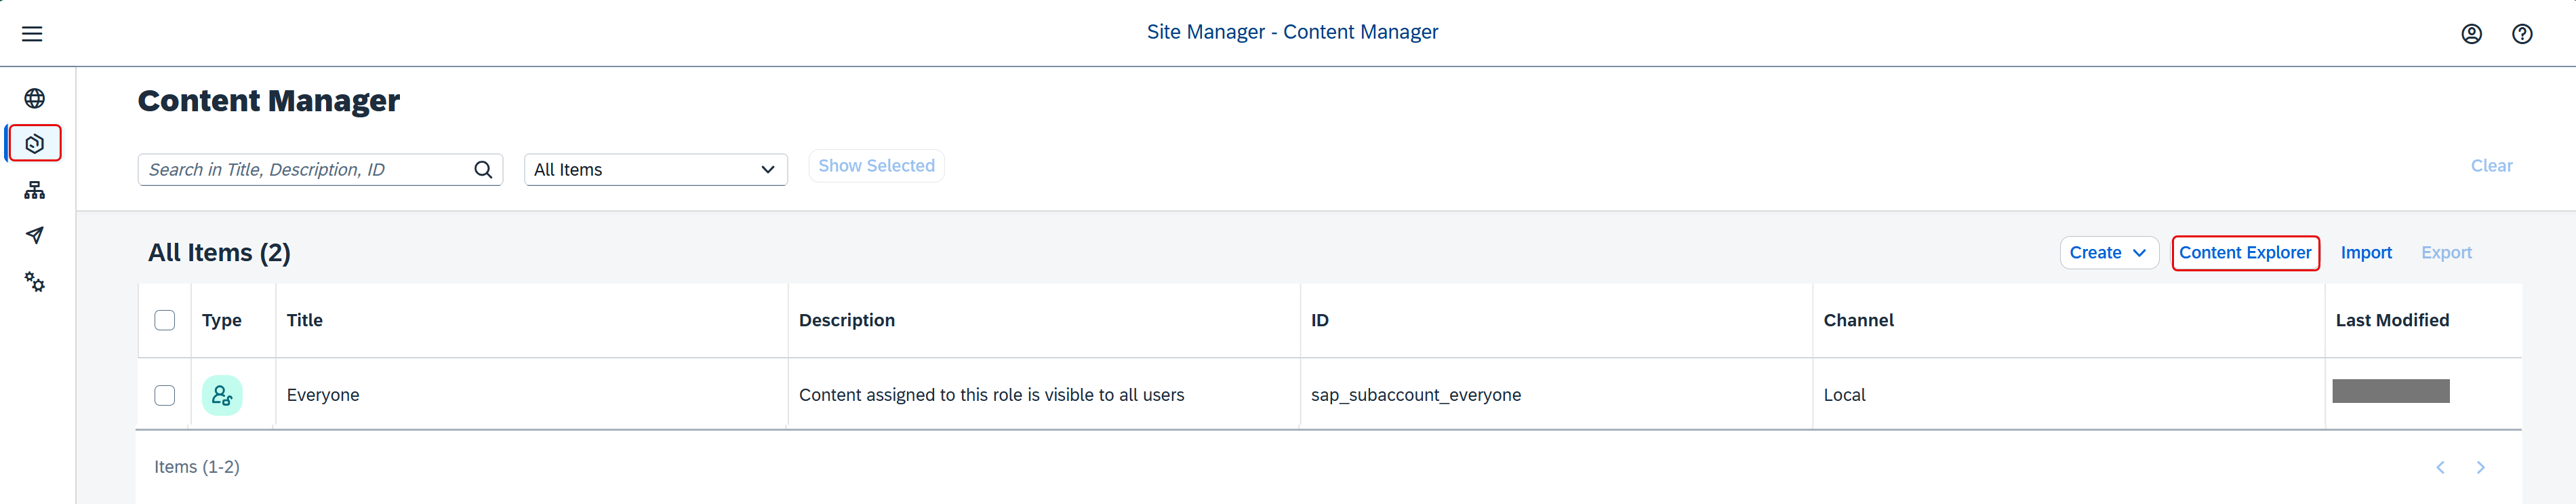 Site Manager - Content Manager
Content Manager
Search in Title, Description, ID
All Items
Show Selected
Clear
All Items (2)
Create
Content Explorer
Import
Export
Type
Title
Description
ID
Channel
Last Modified
Everyone
Content assigned to this role is visible to all users
sap_subaccount_everyone
Local
Items (1-2)